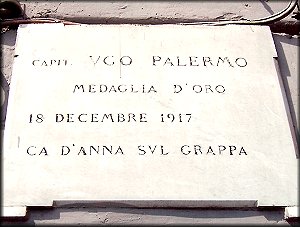 CAPIT. VGO PALERMO
MEDAGLIA D'ORO
18 DECEMBRE 1917
CA D'ANNA SVL GRAPPA